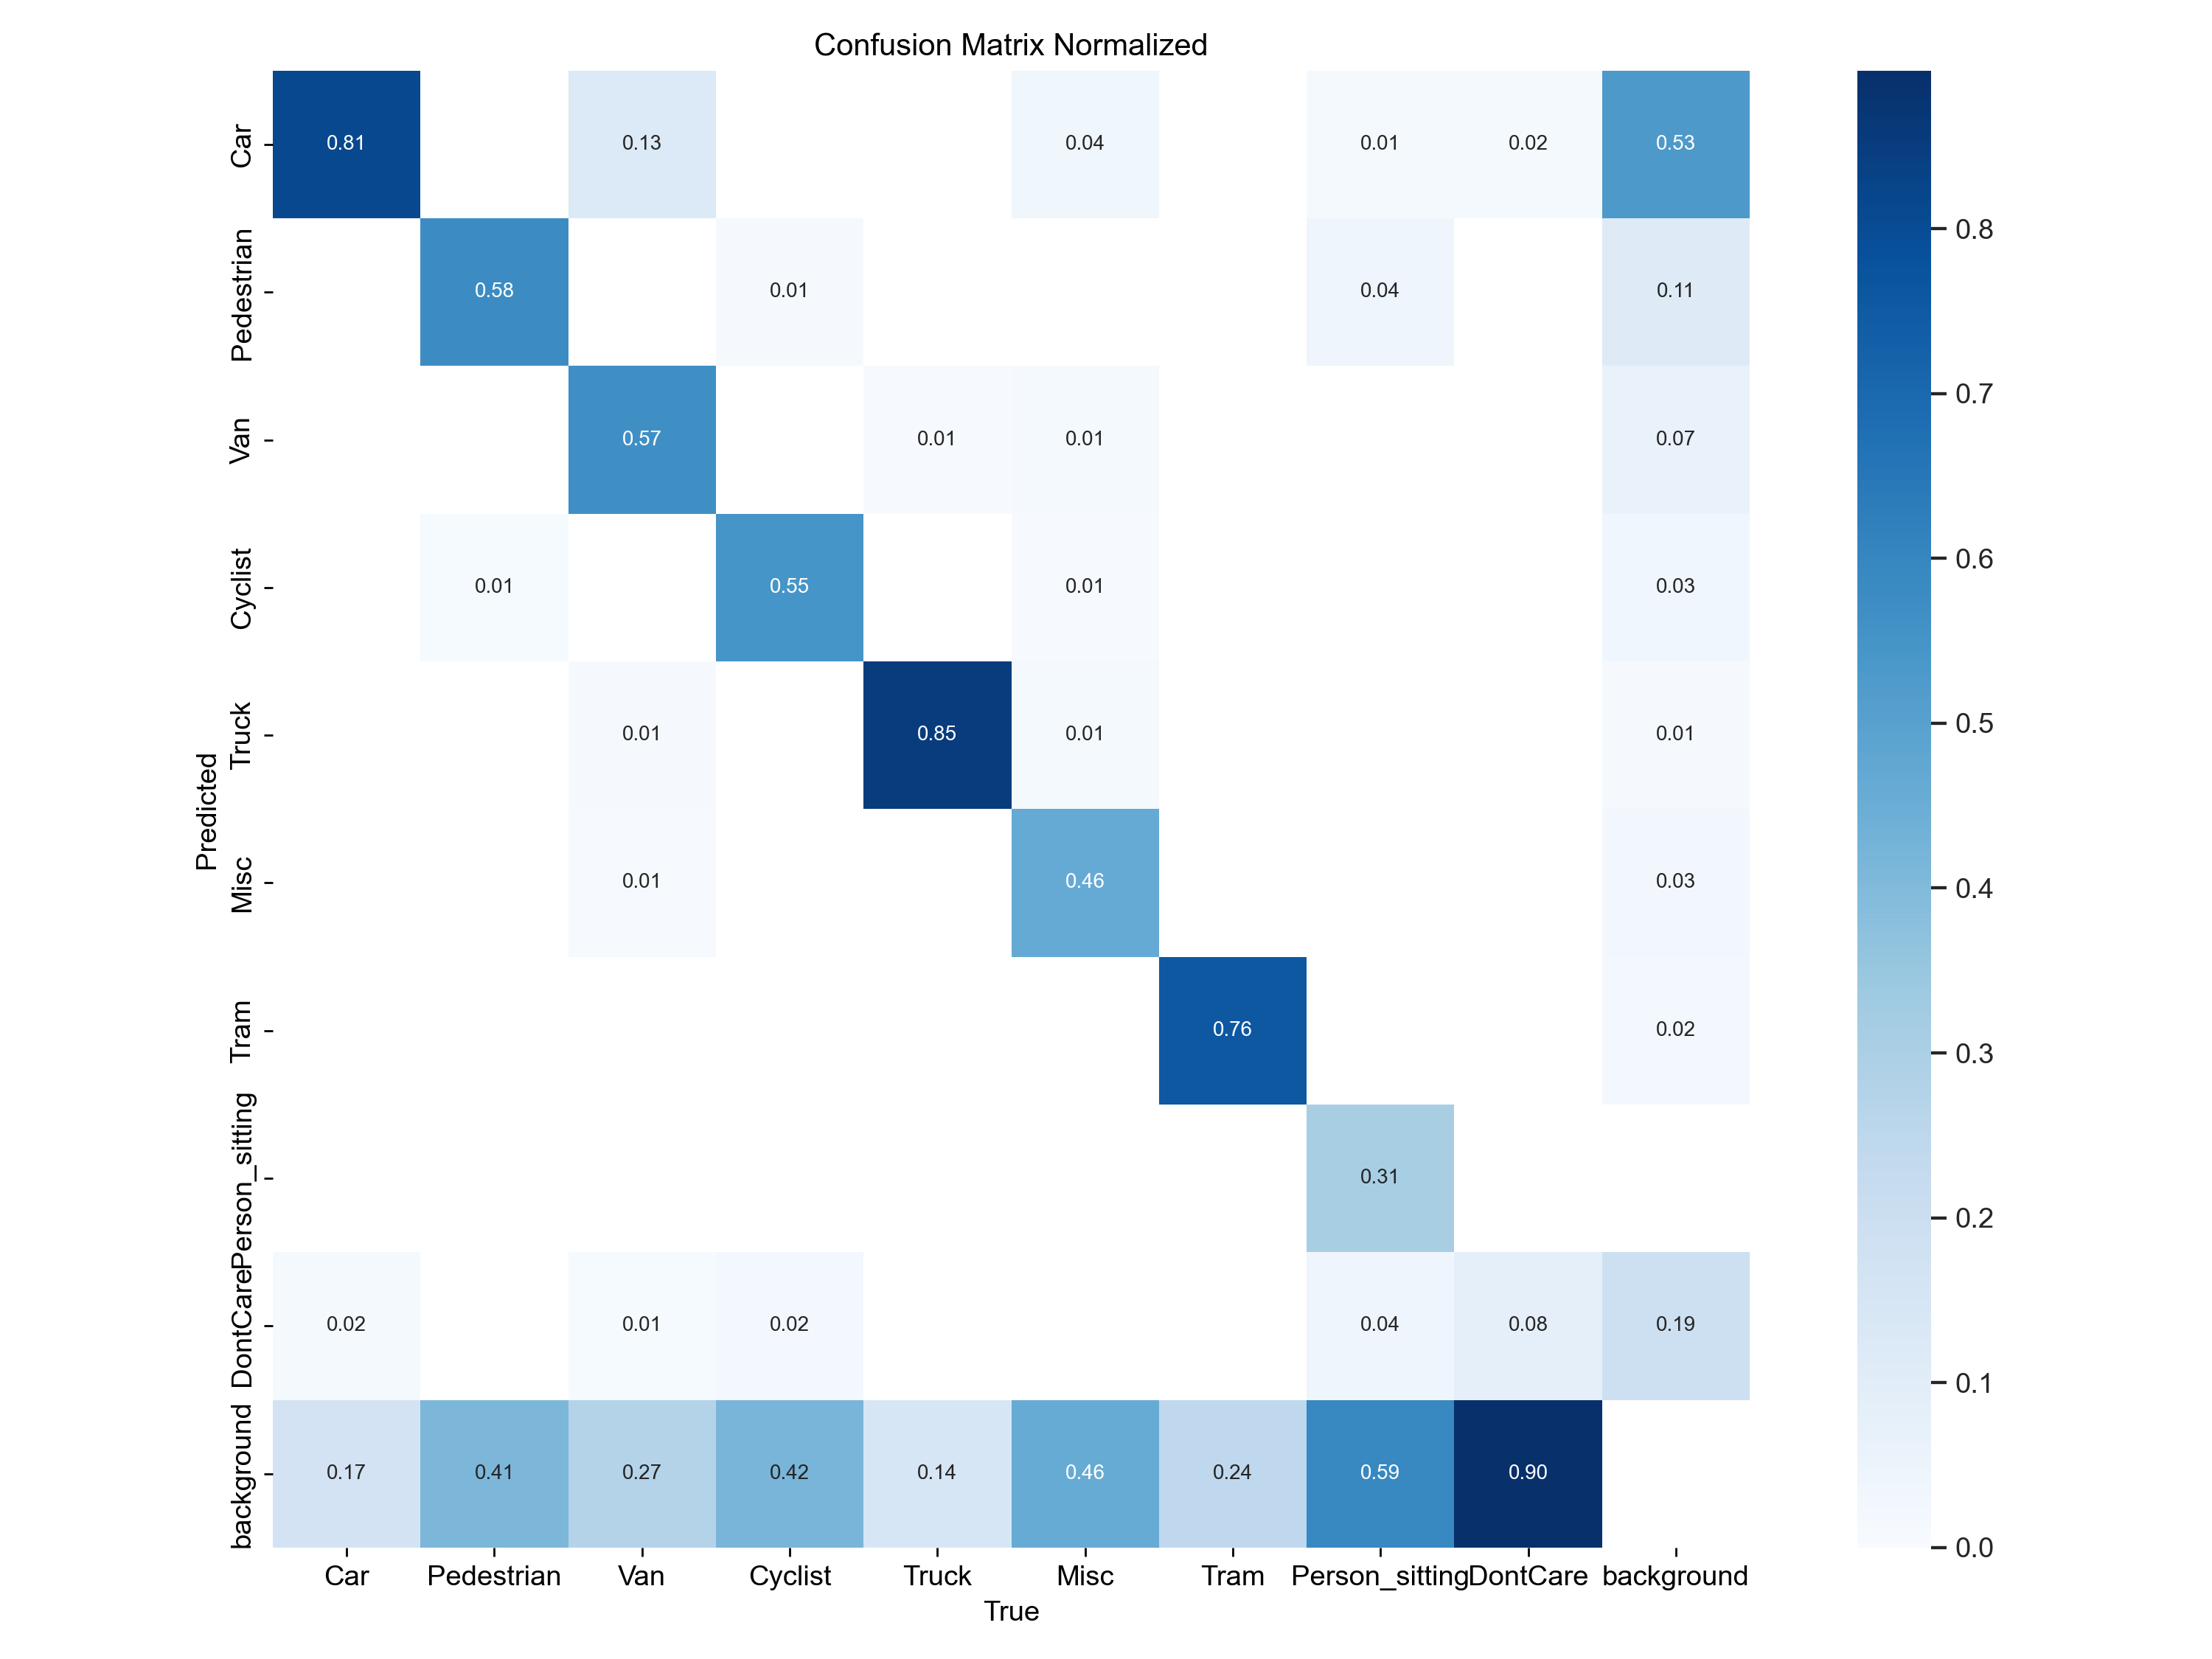 Confusion Matrix Normalized
Car
0.81
0.13
0.04
0.01
0.02
0.53
Pedestrian
0.58
0.01
0.04
0.11
0.8
Van
0.57
0.01
0.01
0.07
0.7
Cyclist
0.01
0.55
0.01
0.03
0.6
Truck
0.01
0.85
0.01
0.01
0.5
Predicted
Misc
0.01
0.46
0.03
0.4
Tram
0.76
0.02
0.3
Person_sitting
0.31
0.2
DontCare
0.02
0.01
0.02
0.04
0.08
0.19
0.1
background
0.17
0.41
0.27
0.42
0.14
0.46
0.24
0.59
0.90
0.0
Car
Pedestrian
Van
Cyclist
Truck
Misc
Tram
Person_sitting
DontCare
background
True